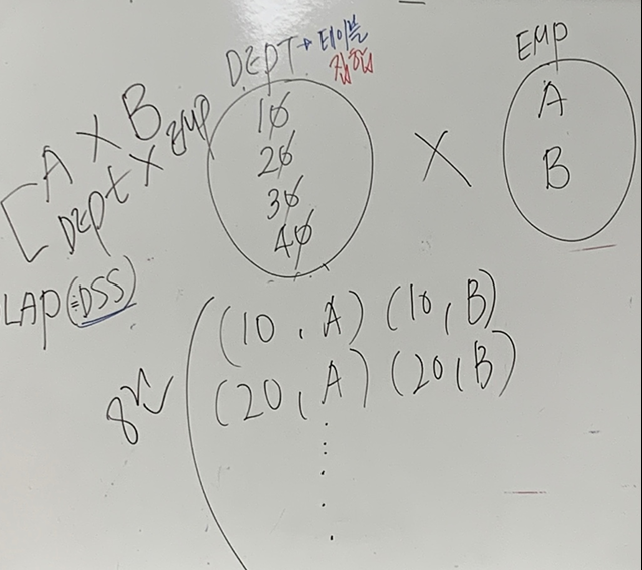 DEPT → 테이블
집합
EMP
A X B
DEPT X EMP
10
20
30
40
X
A
B
LAP (=DSS)
(10, A) (10, B)
8개
(20, A) (20, B)